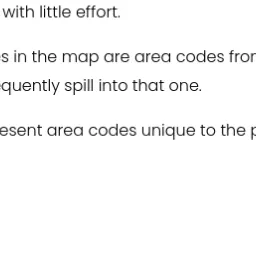 with little effort.
s in the map are area codes from
quently spill into that one.
esent area codes unique to the p